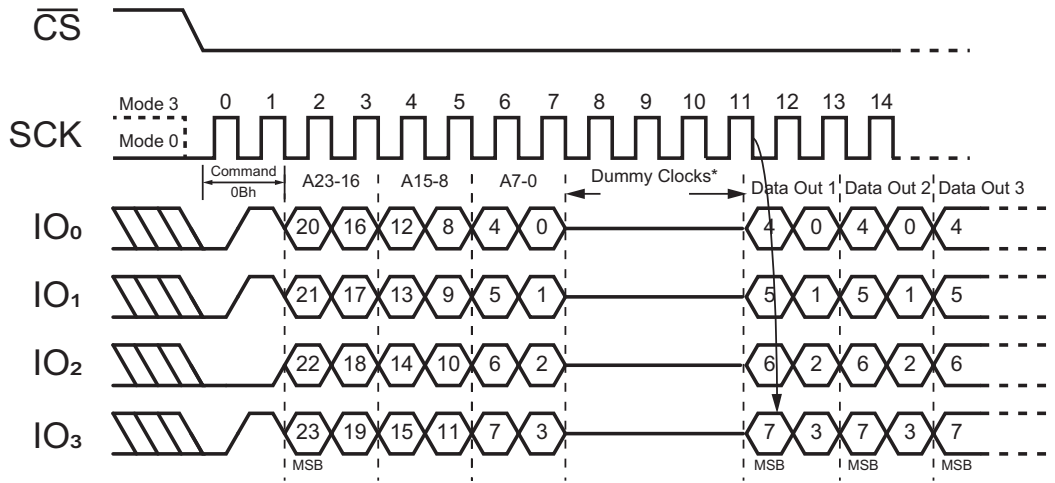 CS
Mode 3 0 1 2 3 4 5 6 7 8 9 10 11 12 13 14
SCK
Mode 0
Command A23-16 A15-8 A7-0 Dummy Clocks* Data Out 1 Data Out 2 Data Out 3
0Bh
IO₀ 20 16 12 8 4 0 4 0 4 0 4
IO₁ 21 17 13 9 5 1 5 1 5 1 5
IO₂ 22 18 14 10 6 2 6 2 6 2 6
IO₃ 23 19 15 11 7 3 7 3 7 3 7
MSB MSB MSB MSB